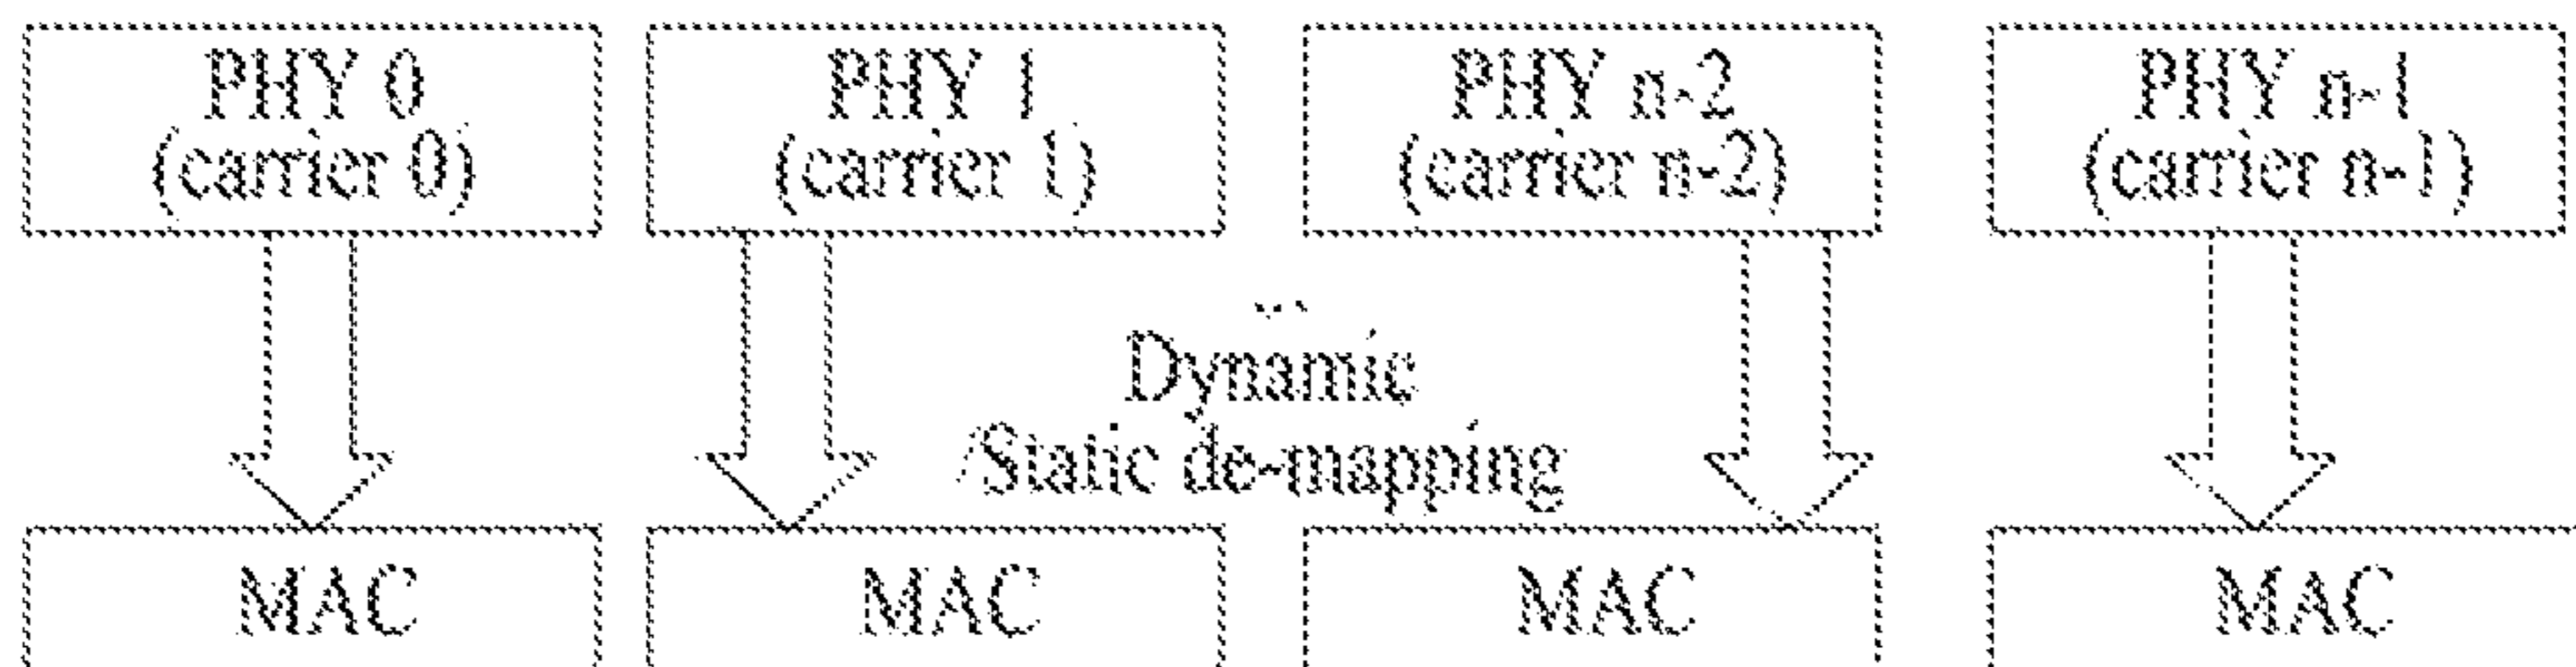 PHY 0
(carrier 0)
PHY 1
(carrier 1)
PHY n-2
(carrier n-2)
PHY n-1
(carrier n-1)
...
Dynamic
/Static de-mapping
MAC
MAC
MAC
MAC